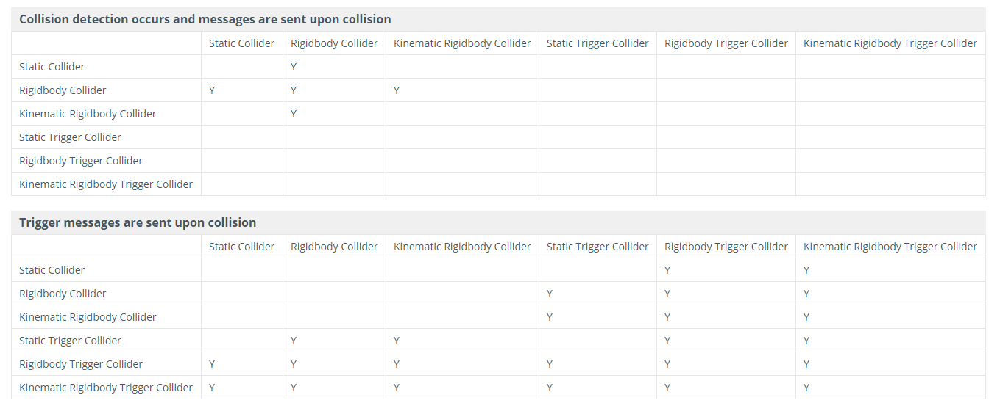 Collision detection occurs and messages are sent upon collision
Static Collider Rigidbody Collider Kinematic Rigidbody Collider Static Trigger Collider Rigidbody Trigger Collider Kinematic Rigidbody Trigger Collider
Static Collider Y
Rigidbody Collider Y Y Y
Kinematic Rigidbody Collider Y
Static Trigger Collider
Rigidbody Trigger Collider
Kinematic Rigidbody Trigger Collider
Trigger messages are sent upon collision
Static Collider Rigidbody Collider Kinematic Rigidbody Collider Static Trigger Collider Rigidbody Trigger Collider Kinematic Rigidbody Trigger Collider
Static Collider Y Y
Rigidbody Collider Y Y Y
Kinematic Rigidbody Collider Y Y Y
Static Trigger Collider Y Y Y Y
Rigidbody Trigger Collider Y Y Y Y Y Y
Kinematic Rigidbody Trigger Collider Y Y Y Y Y Y